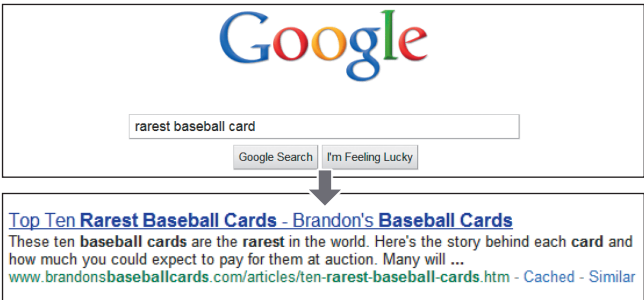 Google
rarest baseball card
Google Search I'm Feeling Lucky
Top Ten Rarest Baseball Cards - Brandon's Baseball Cards
These ten baseball cards are the rarest in the world. Here's the story behind each card and
how much you could expect to pay for them at auction. Many will ...
www.brandonsbaseballcards.com/articles/ten-rarest-baseball-cards.htm - Cached - Similar